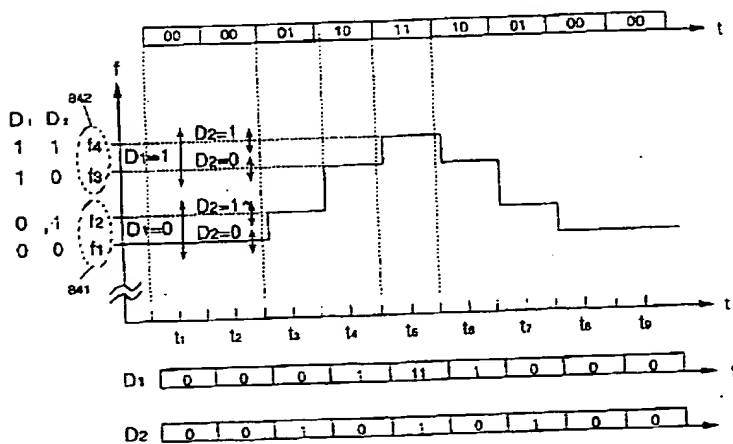 00 00 01 10 11 10 01 00 00 t
f
842
D1 D2
1 1 f4 D1=1 D2=1
1 0 f3 D2=0
0 ,1 f2 D1=0 D2=1~
0 0 f1 D2=0
841
t
t1 t2 t3 t4 t5 t6 t7 t8 t9
D1 0 0 0 1 11 1 0 0 0
D2 0 0 1 0 1 0 1 0 0